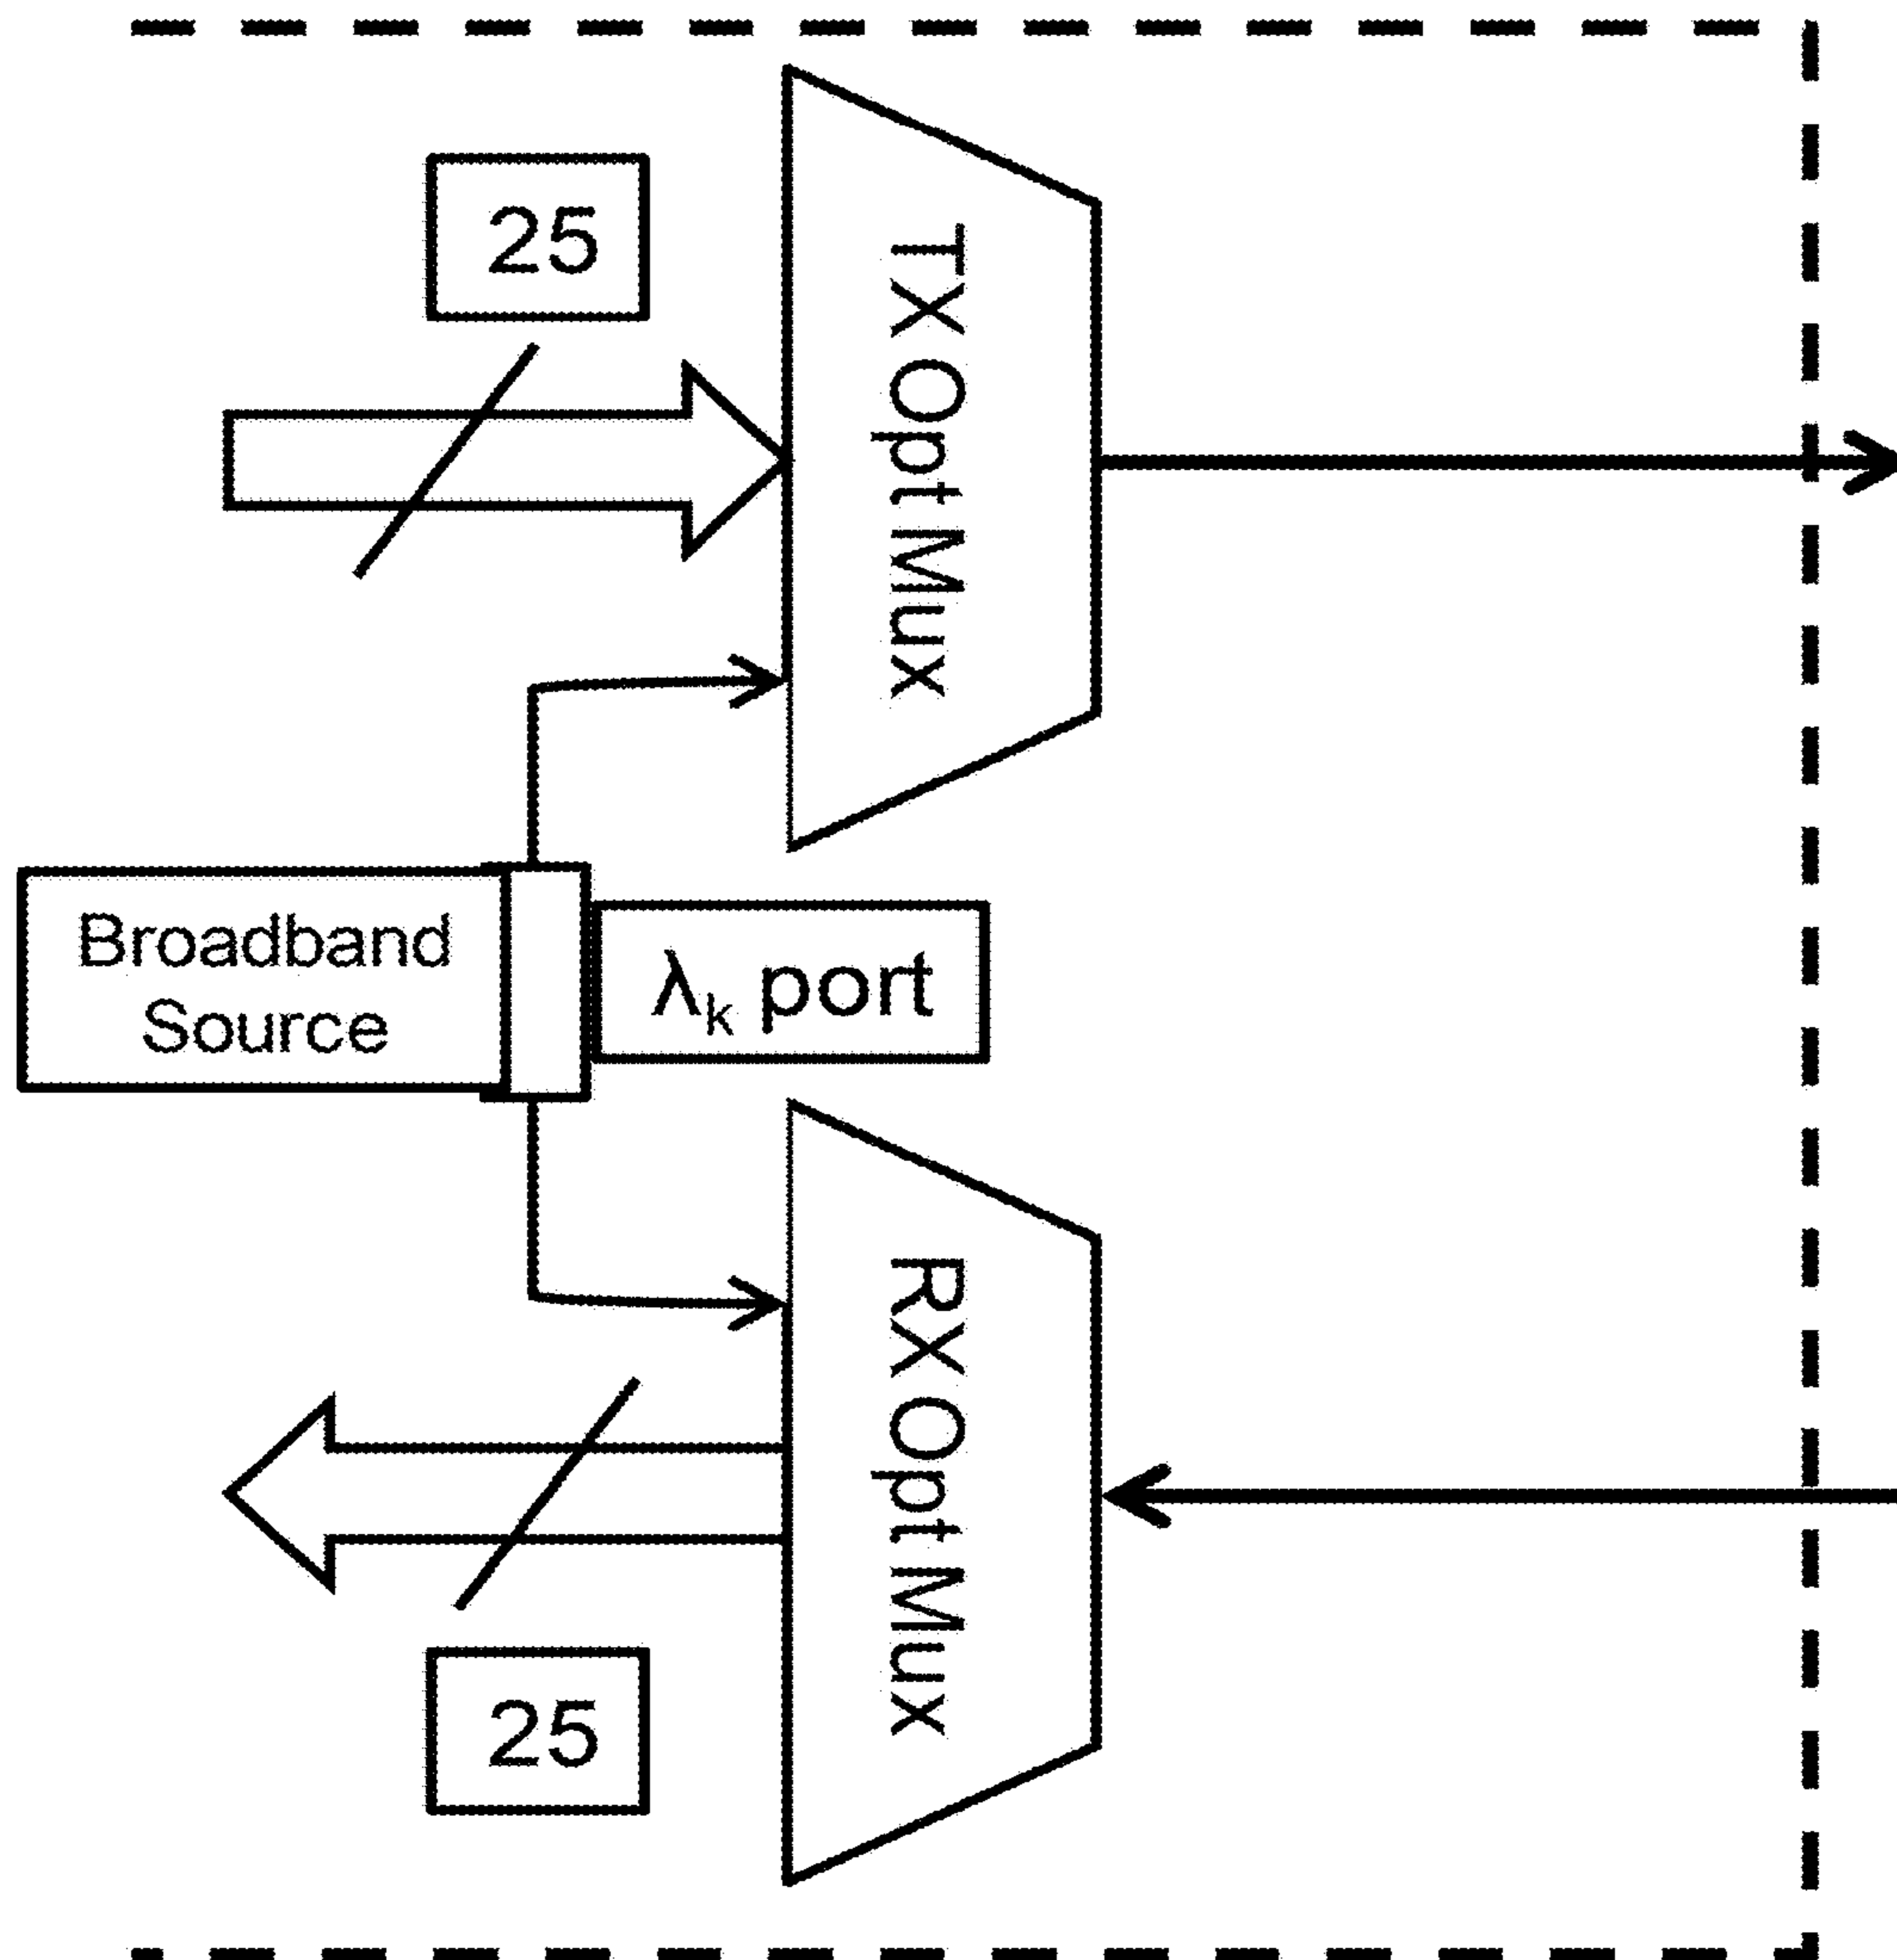 25
TX Opt Mux
Broadband
Source
λk port
RX Opt Mux
25